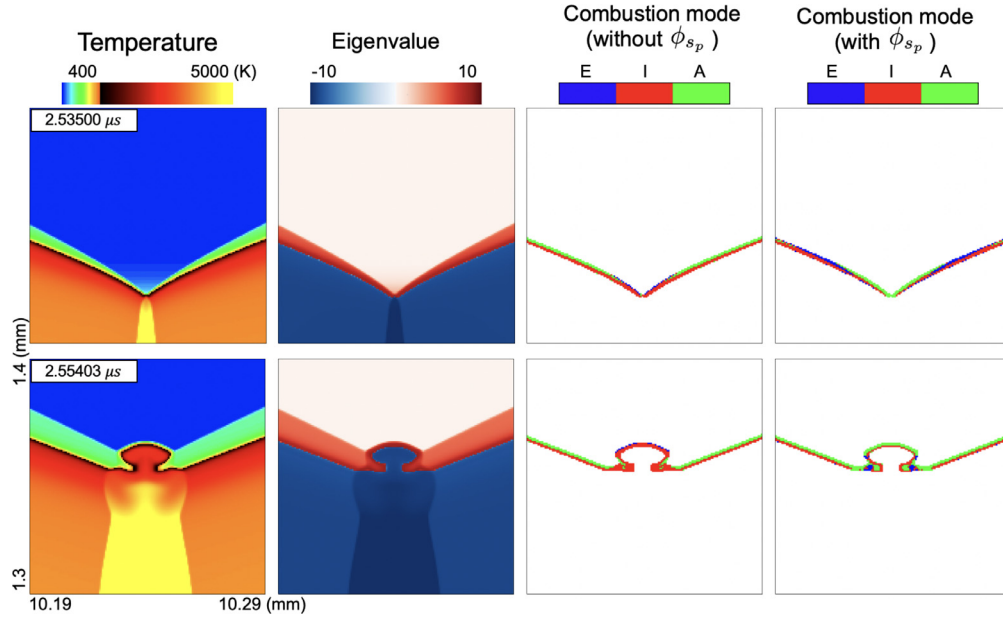 Temperature
400 5000 (K)
Eigenvalue
-10 10
Combustion mode
(without ϕ_{s_p} )
E I A
Combustion mode
(with ϕ_{s_p} )
E I A
2.53500 μs
2.55403 μs
1.4 (mm)
1.3
10.19 10.29 (mm)